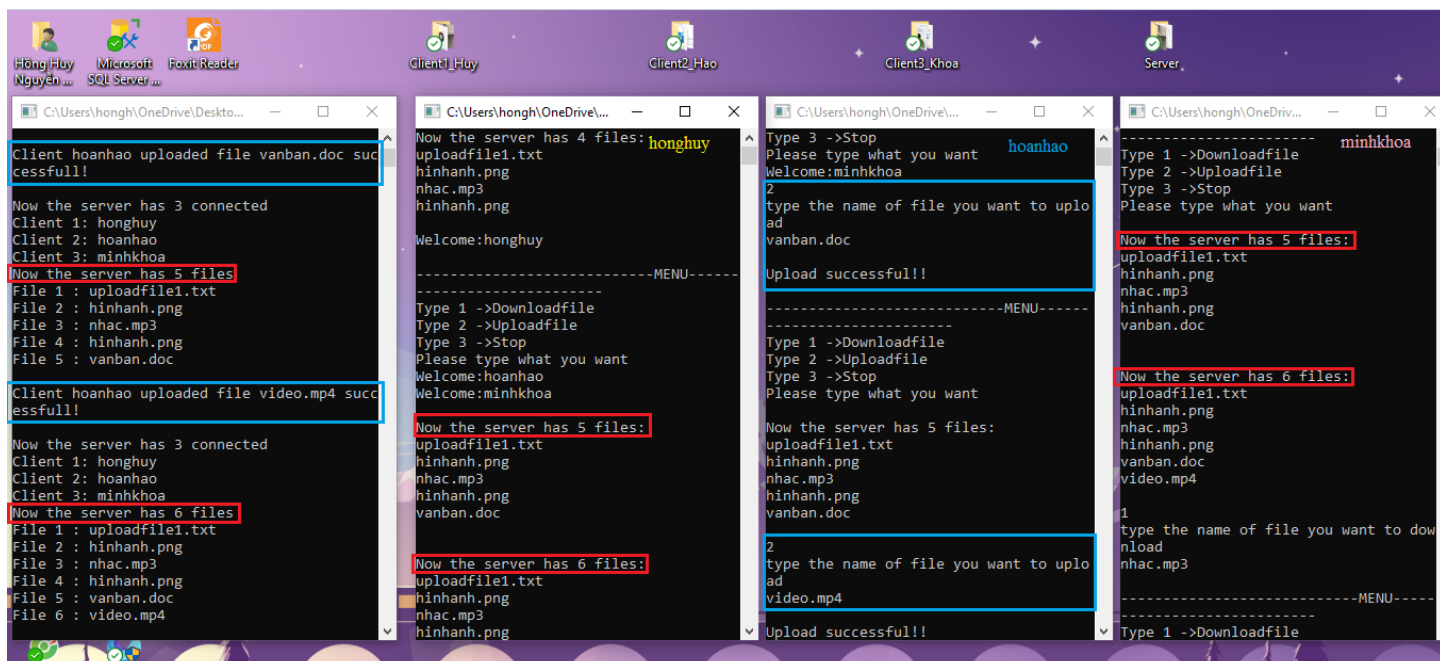 Hồng Huy
Nguyễn ...
Microsoft
SQL Server ...
Foxit Reader
Client1_Huy
Client2_Hao
Client3_Khoa
Server
C:\Users\hongh\OneDrive\Deskto...
Client hoanhao uploaded file vanban.doc suc
cessfull!
Now the server has 3 connected
Client 1: honghuy
Client 2: hoanhao
Client 3: minhkhoa
Now the server has 5 files
File 1 : uploadfile1.txt
File 2 : hinhanh.png
File 3 : nhac.mp3
File 4 : hinhanh.png
File 5 : vanban.doc
Client hoanhao uploaded file video.mp4 succ
essfull!
Now the server has 3 connected
Client 1: honghuy
Client 2: hoanhao
Client 3: minhkhoa
Now the server has 6 files
File 1 : uploadfile1.txt
File 2 : hinhanh.png
File 3 : nhac.mp3
File 4 : hinhanh.png
File 5 : vanban.doc
File 6 : video.mp4
C:\Users\hongh\OneDrive\...
Now the server has 4 files:
honghuy
uploadfile1.txt
hinhanh.png
nhac.mp3
hinhanh.png
Welcome:honghuy
----------------------------MENU------
----------------------
Type 1 ->Downloadfile
Type 2 ->Uploadfile
Type 3 ->Stop
Please type what you want
Welcome:hoanhao
Welcome:minhkhoa
Now the server has 5 files:
uploadfile1.txt
hinhanh.png
nhac.mp3
hinhanh.png
vanban.doc
Now the server has 6 files:
uploadfile1.txt
hinhanh.png
nhac.mp3
hinhanh.png
C:\Users\hongh\OneDrive\...
Type 3 ->Stop
Please type what you want
hoanhao
Welcome:minhkhoa
2
type the name of file you want to uplo
ad
vanban.doc
Upload successful!!
----------------------------MENU------
----------------------
Type 1 ->Downloadfile
Type 2 ->Uploadfile
Type 3 ->Stop
Please type what you want
Now the server has 5 files:
uploadfile1.txt
hinhanh.png
nhac.mp3
hinhanh.png
vanban.doc
2
type the name of file you want to uplo
ad
video.mp4
Upload successful!!
C:\Users\hongh\OneDriv...
-----------------------
minhkhoa
Type 1 ->Downloadfile
Type 2 ->Uploadfile
Type 3 ->Stop
Please type what you want
Now the server has 5 files:
uploadfile1.txt
hinhanh.png
nhac.mp3
hinhanh.png
vanban.doc
Now the server has 6 files:
uploadfile1.txt
hinhanh.png
nhac.mp3
hinhanh.png
vanban.doc
video.mp4
1
type the name of file you want to dow
nload
nhac.mp3
----------------------------MENU-----
-----------------------
Type 1 ->Downloadfile